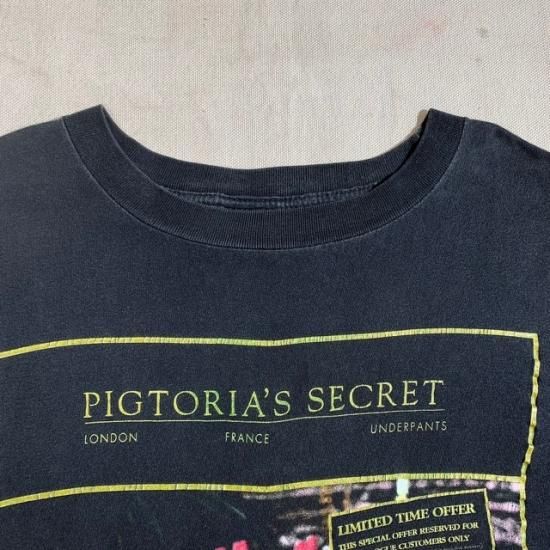 PIGTORIA'S SECRET
LONDON FRANCE UNDERPANTS
LIMITED TIME OFFER
THIS SPECIAL OFFER RESERVED FOR
CUSTOMERS ONLY